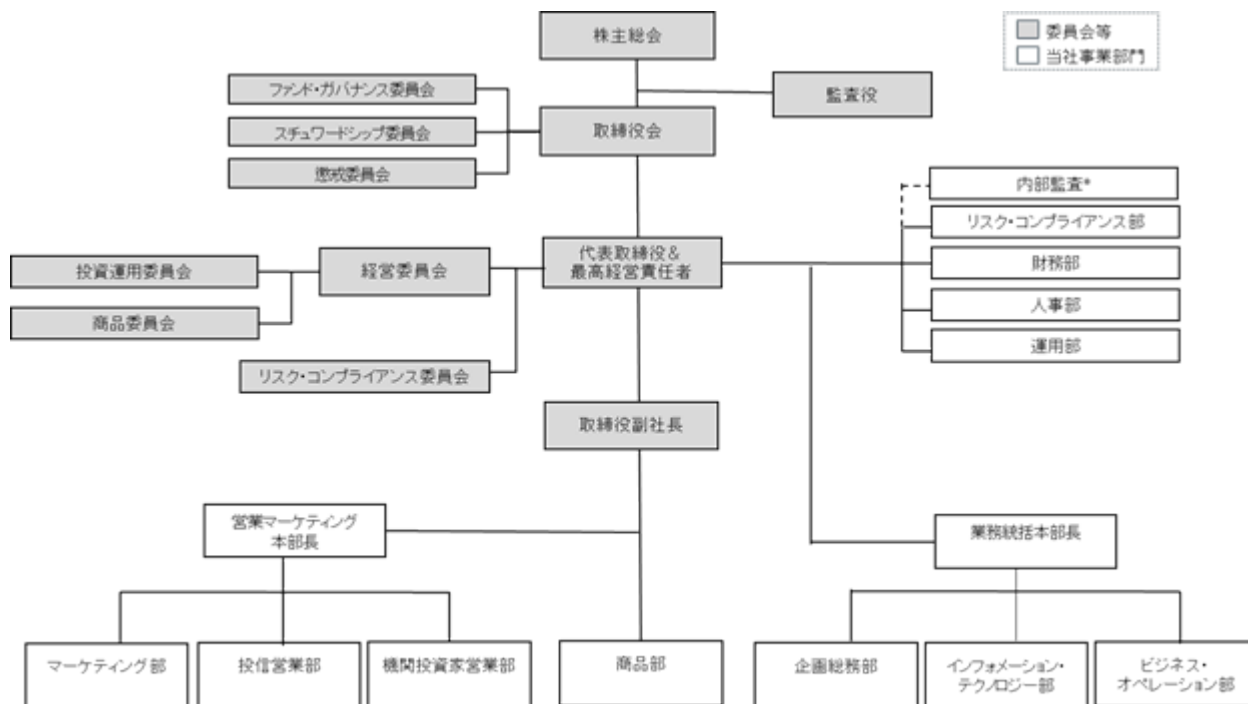 株主総会
委員会等
当社事業部門
ファンド・ガバナンス委員会
監査役
スチュワードシップ委員会
取締役会
懲戒委員会
内部監査*
リスク・コンプライアンス部
投資運用委員会
経営委員会
代表取締役&
最高経営責任者
財務部
商品委員会
人事部
運用部
リスク・コンプライアンス委員会
取締役副社長
営業マーケティング
本部長
業務統括本部長
マーケティング部
投信営業部
機関投資家営業部
商品部
企画総務部
インフォメーション・
テクノロジー部
ビジネス・
オペレーション部